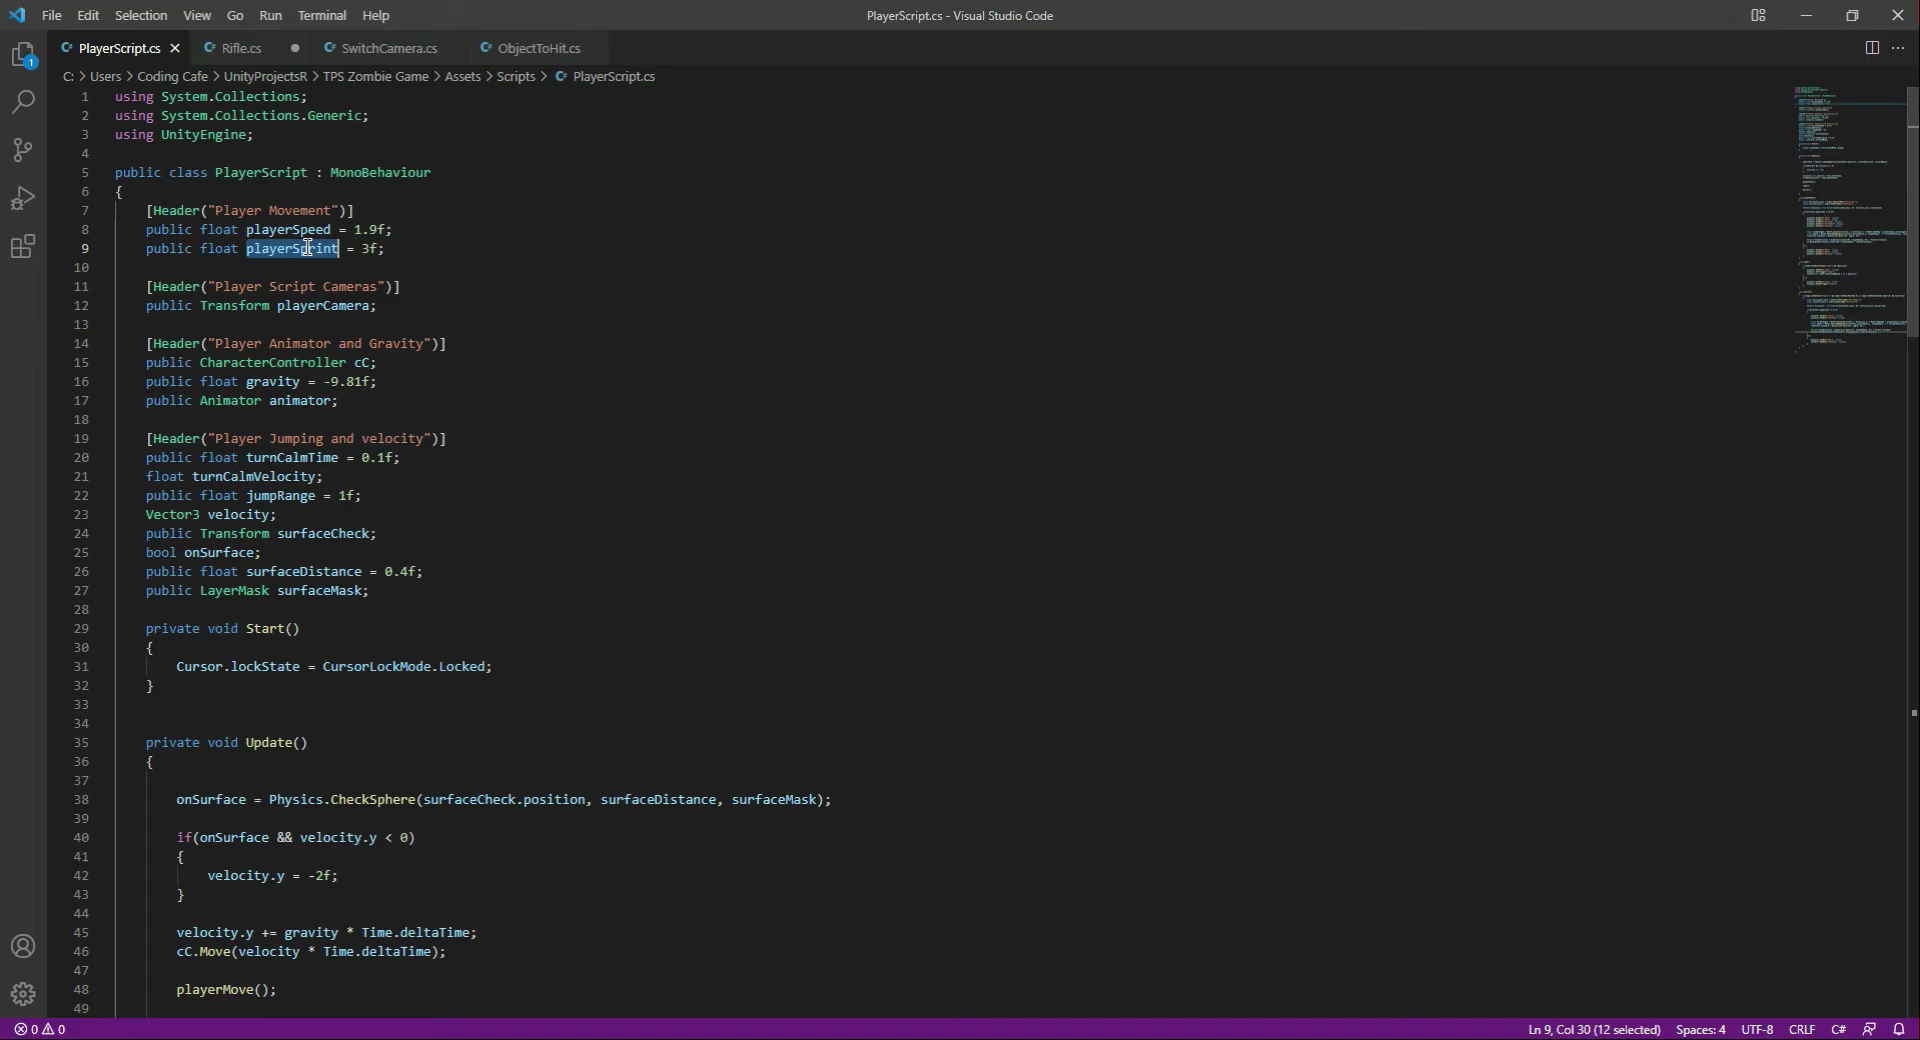 File Edit Selection View Go Run Terminal Help PlayerScript.cs - Visual Studio Code
PlayerScript.cs Rifle.cs SwitchCamera.cs ObjectToHit.cs
C: > Users > Coding Cafe > UnityProjectsR > TPS Zombie Game > Assets > Scripts > PlayerScript.cs
1
1 using System.Collections;
2 using System.Collections.Generic;
3 using UnityEngine;
4
5 public class PlayerScript : MonoBehaviour
6 {
7 [Header("Player Movement")]
8 public float playerSpeed = 1.9f;
9 public float playerSprint = 3f;
10
11 [Header("Player Script Cameras")]
12 public Transform playerCamera;
13
14 [Header("Player Animator and Gravity")]
15 public CharacterController cC;
16 public float gravity = -9.81f;
17 public Animator animator;
18
19 [Header("Player Jumping and velocity")]
20 public float turnCalmTime = 0.1f;
21 float turnCalmVelocity;
22 public float jumpRange = 1f;
23 Vector3 velocity;
24 public Transform surfaceCheck;
25 bool onSurface;
26 public float surfaceDistance = 0.4f;
27 public LayerMask surfaceMask;
28
29 private void Start()
30 {
31 Cursor.lockState = CursorLockMode.Locked;
32 }
33
34
35 private void Update()
36 {
37
38 onSurface = Physics.CheckSphere(surfaceCheck.position, surfaceDistance, surfaceMask);
39
40 if(onSurface && velocity.y < 0)
41 {
42 velocity.y = -2f;
43 }
44
45 velocity.y += gravity * Time.deltaTime;
46 cC.Move(velocity * Time.deltaTime);
47
48 playerMove();
49
0 0 Ln 9, Col 30 (12 selected) Spaces: 4 UTF-8 CRLF C#